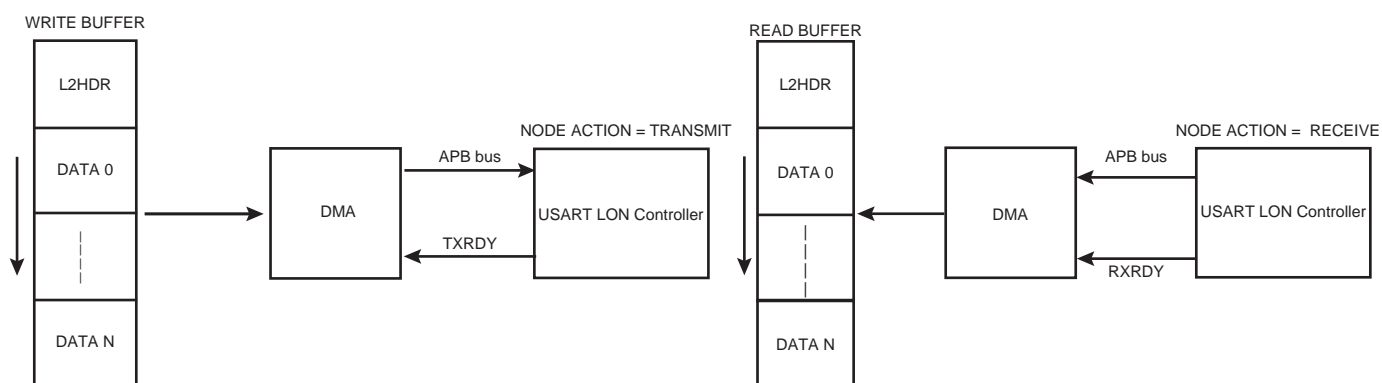 WRITE BUFFER
L2HDR
DATA 0
DATA N
DMA
APB bus
TXRDY
NODE ACTION = TRANSMIT
USART LON Controller
READ BUFFER
L2HDR
DATA 0
DATA N
DMA
NODE ACTION = RECEIVE
APB bus
RXRDY
USART LON Controller